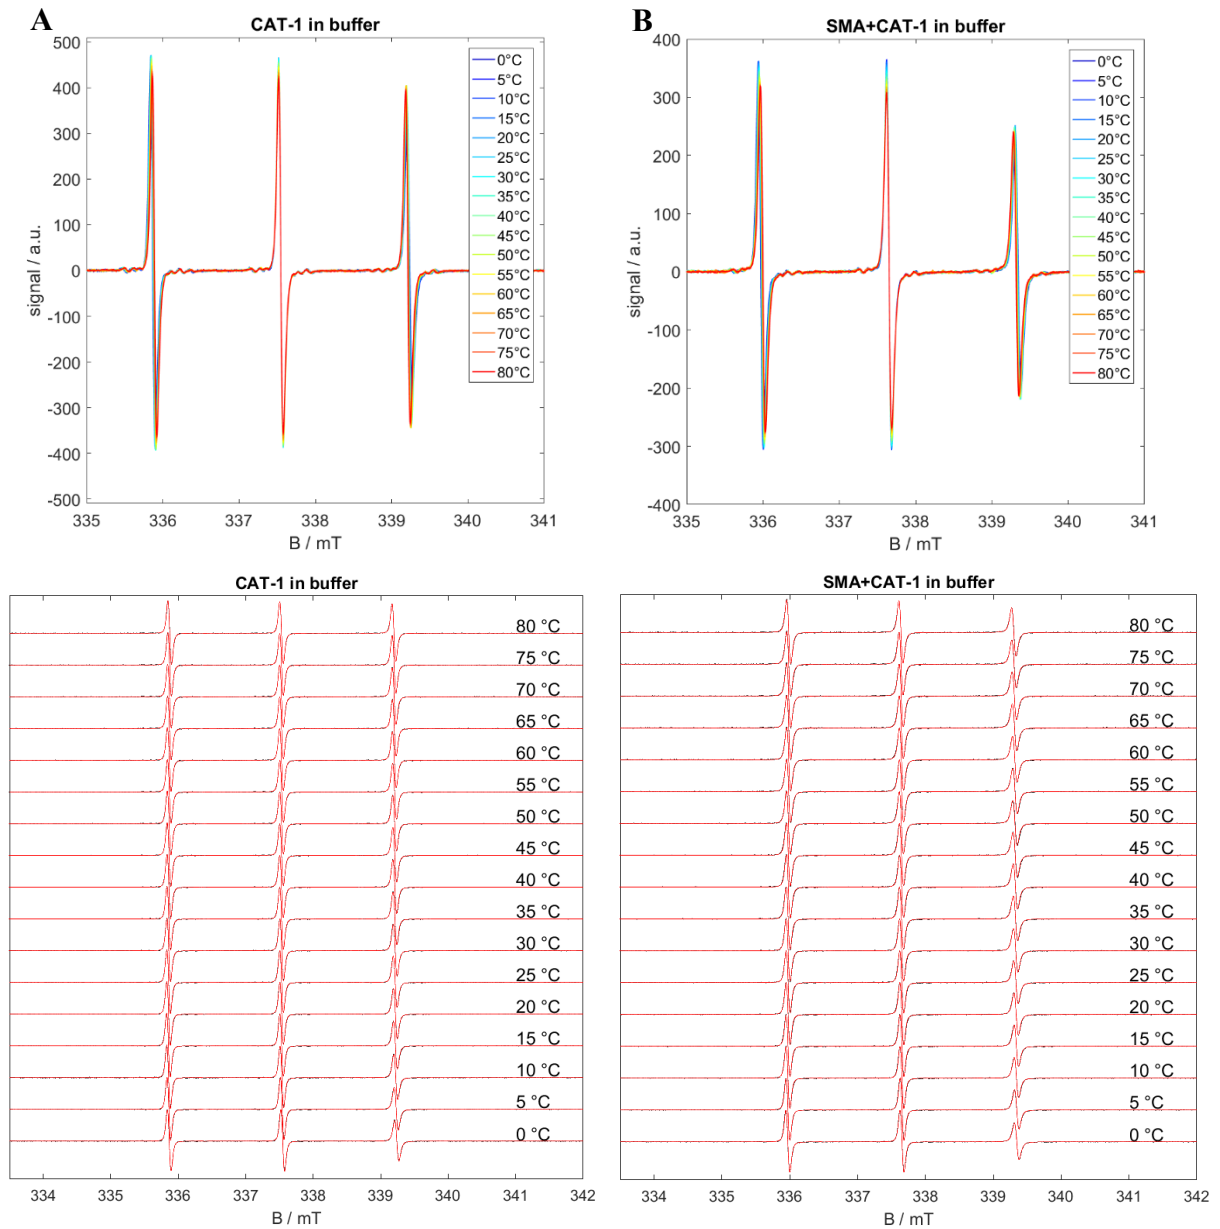 A
CAT-1 in buffer
500
400
300
200
100
0
-100
-200
-300
-400
-500
signal / a.u.
335
336
337
338
339
340
341
B / mT
0°C
5°C
10°C
15°C
20°C
25°C
30°C
35°C
40°C
45°C
50°C
55°C
60°C
65°C
70°C
75°C
80°C
B
SMA+CAT-1 in buffer
400
300
200
100
0
-100
-200
-300
-400
signal / a.u.
335
336
337
338
339
340
341
B / mT
0°C
5°C
10°C
15°C
20°C
25°C
30°C
35°C
40°C
45°C
50°C
55°C
60°C
65°C
70°C
75°C
80°C
CAT-1 in buffer
80 °C
75 °C
70 °C
65 °C
60 °C
55 °C
50 °C
45 °C
40 °C
35 °C
30 °C
25 °C
20 °C
15 °C
10 °C
5 °C
0 °C
334
336
337
338
339
340
341
342
B / mT
SMA+CAT-1 in buffer
80 °C
75 °C
70 °C
65 °C
60 °C
55 °C
50 °C
45 °C
40 °C
35 °C
30 °C
25 °C
20 °C
15 °C
10 °C
5 °C
0 °C
334
335
336
337
338
339
340
341
342
B / mT